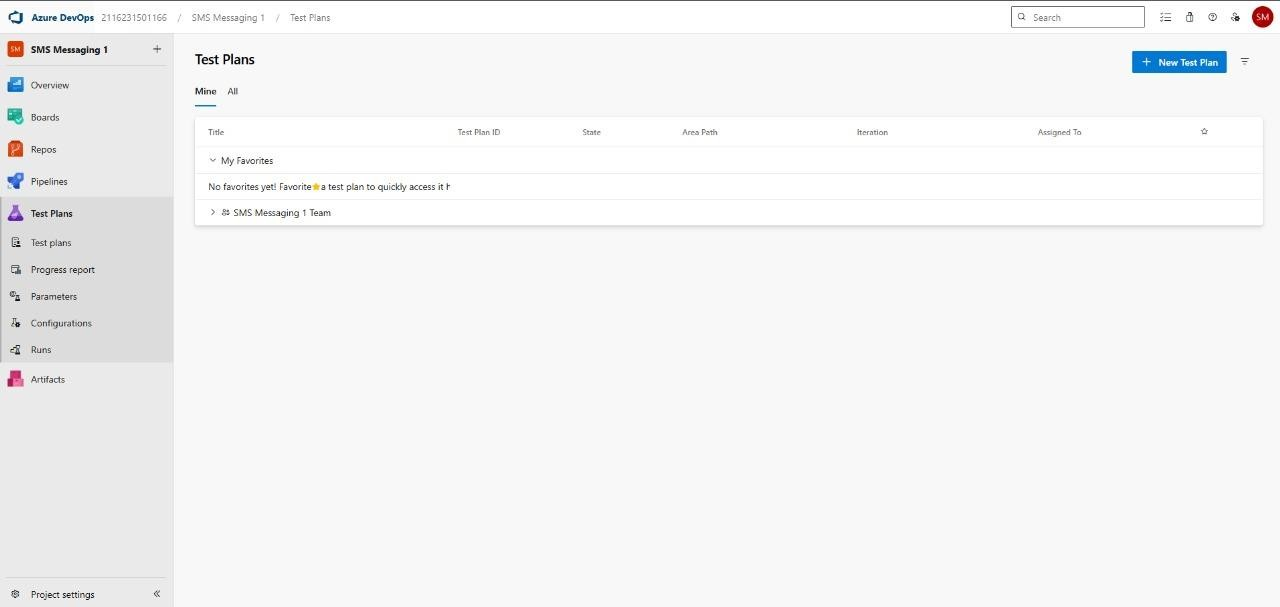 Azure DevOps 2116231501166 / SMS Messaging 1 / Test Plans
Search
SM
SM SMS Messaging 1
Overview
Boards
Repos
Pipelines
Test Plans
Test plans
Progress report
Parameters
Configurations
Runs
Artifacts
Project settings
Test Plans
New Test Plan
Mine All
Title Test Plan ID State Area Path Iteration Assigned To
My Favorites
No favorites yet! Favorite a test plan to quickly access it h
SMS Messaging 1 Team